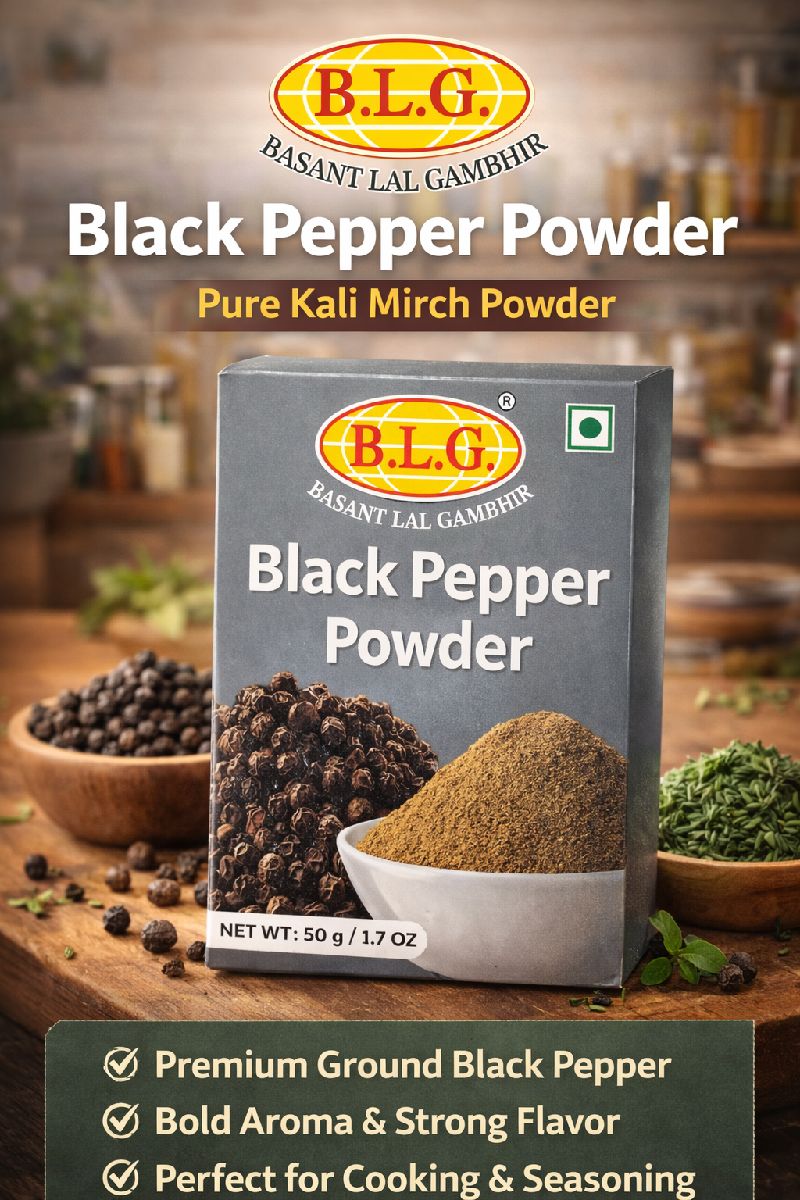 B.L.G.
BASANT LAL GAMBHIR
Black Pepper Powder
Pure Kali Mirch Powder
B.L.G. ®
BASANT LAL GAMBHIR
Black Pepper
Powder
NET WT: 50 g / 1.7 OZ
Premium Ground Black Pepper
Bold Aroma & Strong Flavor
Perfect for Cooking & Seasoning